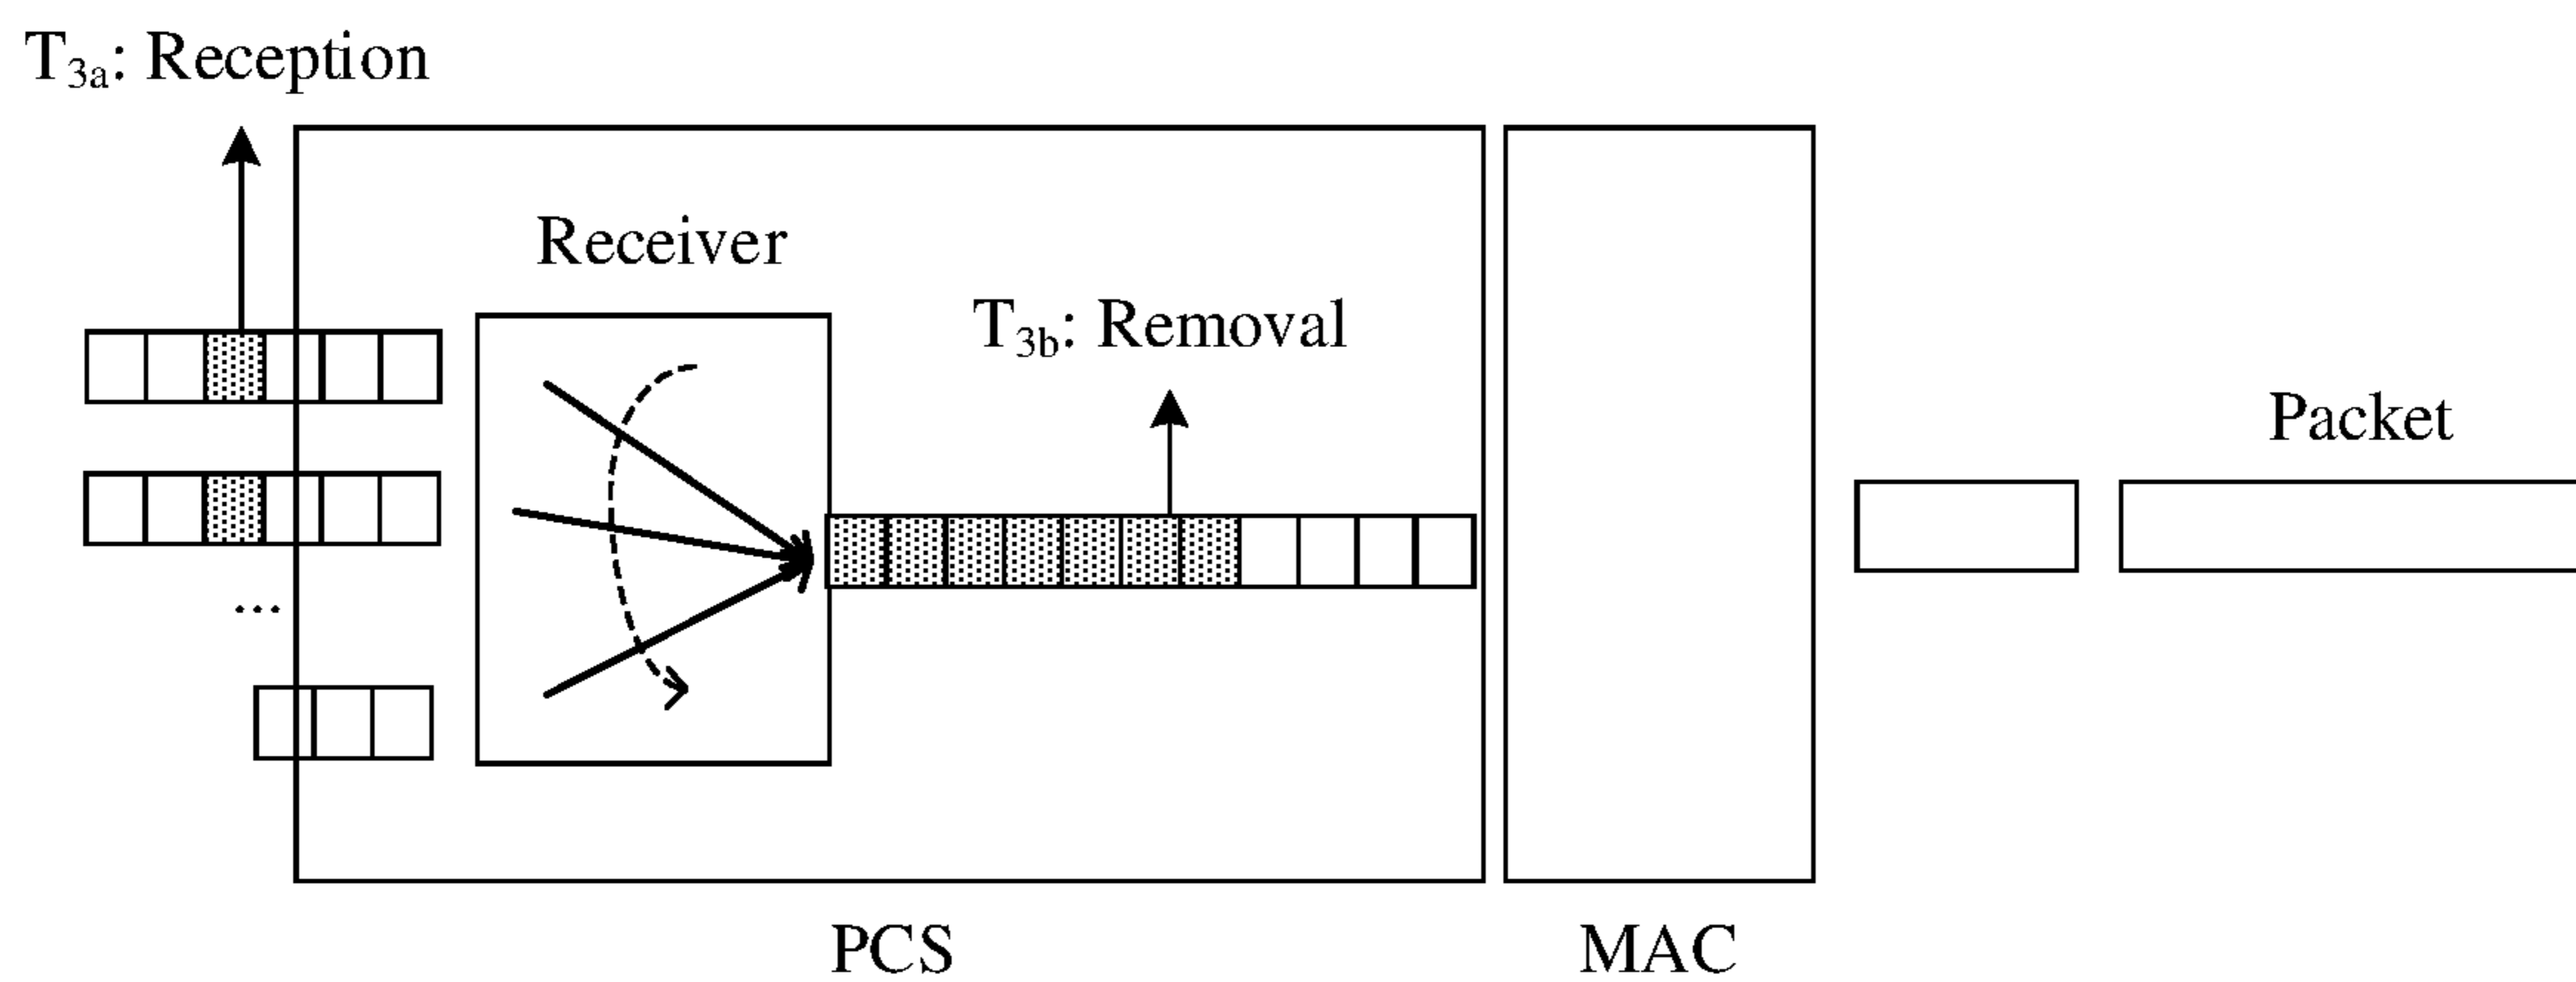 T3a: Reception
Receiver
T3b: Removal
Packet
...
PCS
MAC